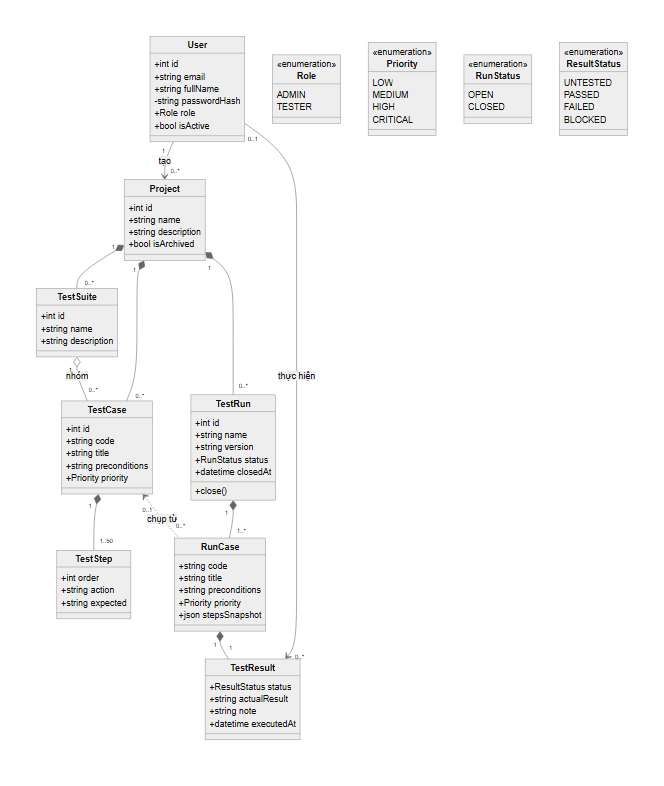 User
+int id
+string email
+string fullName
-string passwordHash
+Role role
+bool isActive
«enumeration»
Role
ADMIN
TESTER
«enumeration»
Priority
LOW
MEDIUM
HIGH
CRITICAL
«enumeration»
RunStatus
OPEN
CLOSED
«enumeration»
ResultStatus
UNTESTED
PASSED
FAILED
BLOCKED
1
0..1
tạo
0..*
Project
+int id
+string name
+string description
+bool isArchived
1
1
1
0..*
TestSuite
+int id
+string name
+string description
1
nhóm
0..*
0..*
0..*
thực hiện
TestCase
+int id
+string code
+string title
+string preconditions
+Priority priority
TestRun
+int id
+string name
+string version
+RunStatus status
+datetime closedAt
+close()
1
0..1
chụp từ
0..*
1
1..*
1..50
TestStep
+int order
+string action
+string expected
RunCase
+string code
+string title
+string preconditions
+Priority priority
+json stepsSnapshot
1
1
0..*
TestResult
+ResultStatus status
+string actualResult
+string note
+datetime executedAt